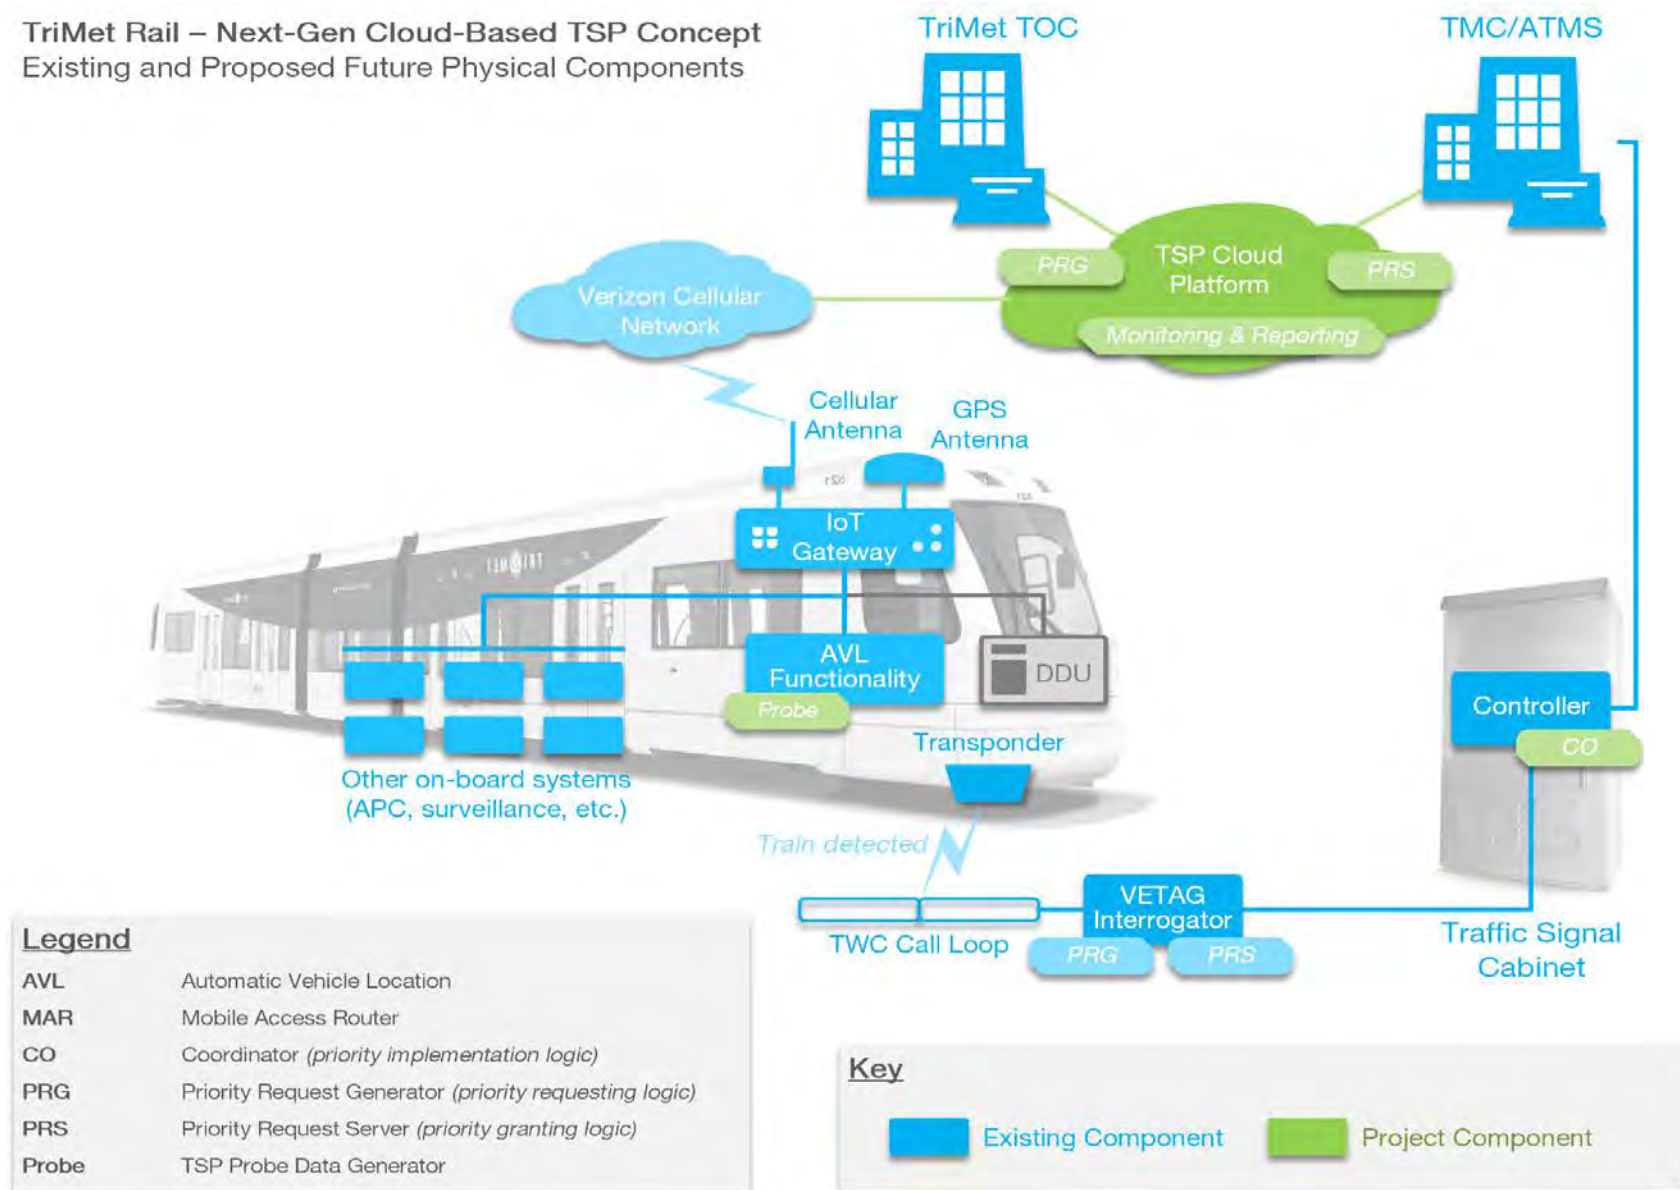 TriMet Rail – Next-Gen Cloud-Based TSP Concept
Existing and Proposed Future Physical Components
TriMet TOC
TMC/ATMS
PRG
TSP Cloud
Platform
PRS
Monitoring & Reporting
Verizon Cellular
Network
Cellular
Antenna
GPS
Antenna
521
IoT
Gateway
TRI MET
AVL
Functionality
Probe
DDU
Transponder
Other on-board systems
(APC, surveillance, etc.)
Train detected
TWC Call Loop
VETAG
Interrogator
PRG
PRS
Controller
CO
Traffic Signal
Cabinet
Legend
AVL Automatic Vehicle Location
MAR Mobile Access Router
CO Coordinator (priority implementation logic)
PRG Priority Request Generator (priority requesting logic)
PRS Priority Request Server (priority granting logic)
Probe TSP Probe Data Generator
Key
Existing Component
Project Component